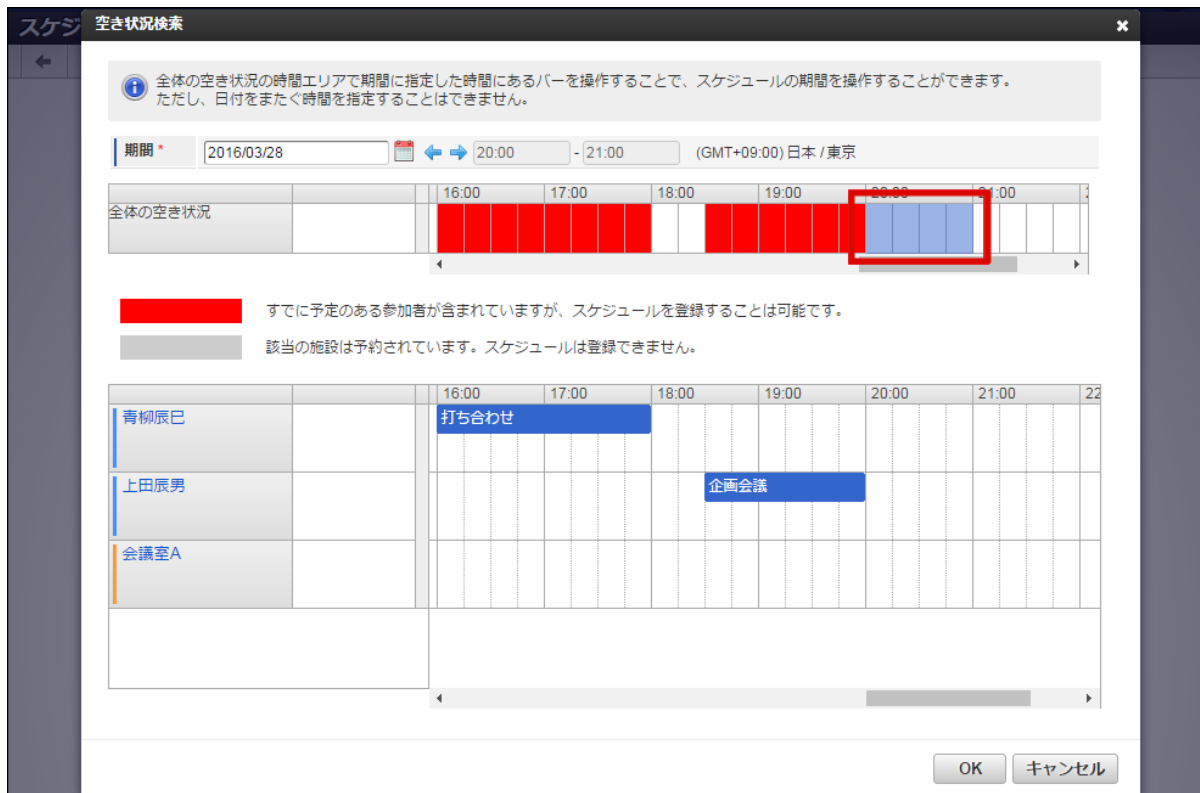 スケジ
空き状況検索
全体の空き状況の時間エリアで期間に指定した時間にあるバーを操作することで、スケジュールの期間を操作することができます。
ただし、日付をまたぐ時間を指定することはできません。
期間 * 2016/03/28 20:00 - 21:00 (GMT+09:00) 日本 / 東京
16:00 17:00 18:00 19:00 20:00 21:00
全体の空き状況
すでに予定のある参加者が含まれていますが、スケジュールを登録することは可能です。
該当の施設は予約されています。スケジュールは登録できません。
16:00 17:00 18:00 19:00 20:00 21:00 22
青柳辰巳 打ち合わせ
上田辰男 企画会議
会議室A
OK キャンセル